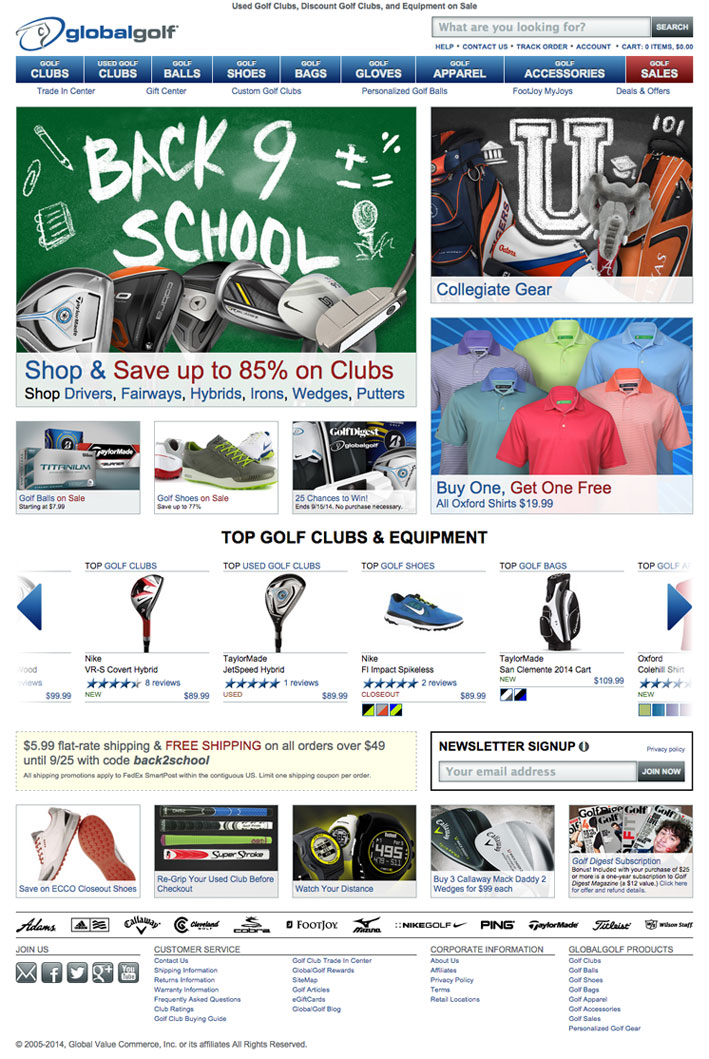 Used Golf Clubs, Discount Golf Clubs, and Equipment on Sale
globalgolf
What are you looking for?
SEARCH
HELP • CONTACT US • TRACK ORDER • ACCOUNT • CART: 0 ITEMS, $0.00
GOLF CLUBS
USED GOLF CLUBS
GOLF BALLS
GOLF SHOES
GOLF BAGS
GOLF GLOVES
GOLF APPAREL
GOLF ACCESSORIES
GOLF SALES
Trade In Center
Gift Center
Custom Golf Clubs
Personalized Golf Balls
FootJoy MyJoys
Deals & Offers
BACK 9
SCHOOL
TaylorMade
Shop & Save up to 85% on Clubs
Shop Drivers, Fairways, Hybrids, Irons, Wedges, Putters
U
101
TEXAS
Collegiate Gear
Buy One, Get One Free
All Oxford Shirts $19.99
TITANIUM
TaylorMade
Golf Balls on Sale
Starting at $7.99
Golf Shoes on Sale
Save up to 77%
GolfDigest
globalgolf
25 Chances to Win!
Ends 9/15/14. No purchase necessary.
TOP GOLF CLUBS & EQUIPMENT
$99.99
TOP GOLF CLUBS
Nike
VR-S Covert Hybrid
8 reviews
NEW
$89.99
TOP USED GOLF CLUBS
TaylorMade
JetSpeed Hybrid
1 reviews
USED
$89.99
TOP GOLF SHOES
Nike
FI Impact Spikeless
2 reviews
CLOSEOUT
$89.99
TOP GOLF BAGS
TaylorMade
San Clemente 2014 Cart
NEW
$109.99
TOP GOLF A
Oxford
Colehill Shirt
NEW
$5.99 flat-rate shipping & FREE SHIPPING on all orders over $49
until 9/25 with code back2school
All shipping promotions apply to FedEx SmartPost within the contiguous US. Limit one shipping coupon per order.
NEWSLETTER SIGNUP
Privacy policy
Your email address
JOIN NOW
Save on ECCO Closeout Shoes
SUPER STROKE
Re-Grip Your Used Club Before
Checkout
495
478 511
Watch Your Distance
Callaway
Buy 3 Callaway Mack Daddy 2
Wedges for $99 each
Golf Digest
Golf Digest Subscription
Bonus! Included with your purchase of $25
or more is a one-year subscription to Golf
Digest Magazine (a $12 value.) Click here
for offer and refund details.
Adams
adidas
Callaway
Cleveland GOLF
cobra
FOOTJOY
MIZUNO
NIKEGOLF
PING
TaylorMade
Titleist
Wilson Staff
JOIN US
You Tube
CUSTOMER SERVICE
Contact Us
Shipping Information
Returns Information
Warranty Information
Frequently Asked Questions
Club Ratings
Golf Club Buying Guide
Golf Club Trade In Center
GlobalGolf Rewards
SiteMap
Golf Articles
eGiftCards
GlobalGolf Blog
CORPORATE INFORMATION
About Us
Affiliates
Privacy Policy
Terms
Retail Locations
GLOBALGOLF PRODUCTS
Golf Clubs
Golf Balls
Golf Shoes
Golf Bags
Golf Apparel
Golf Accessories
Golf Sales
Personalized Golf Gear
© 2005-2014, Global Value Commerce, Inc. or its affiliates All Rights Reserved.